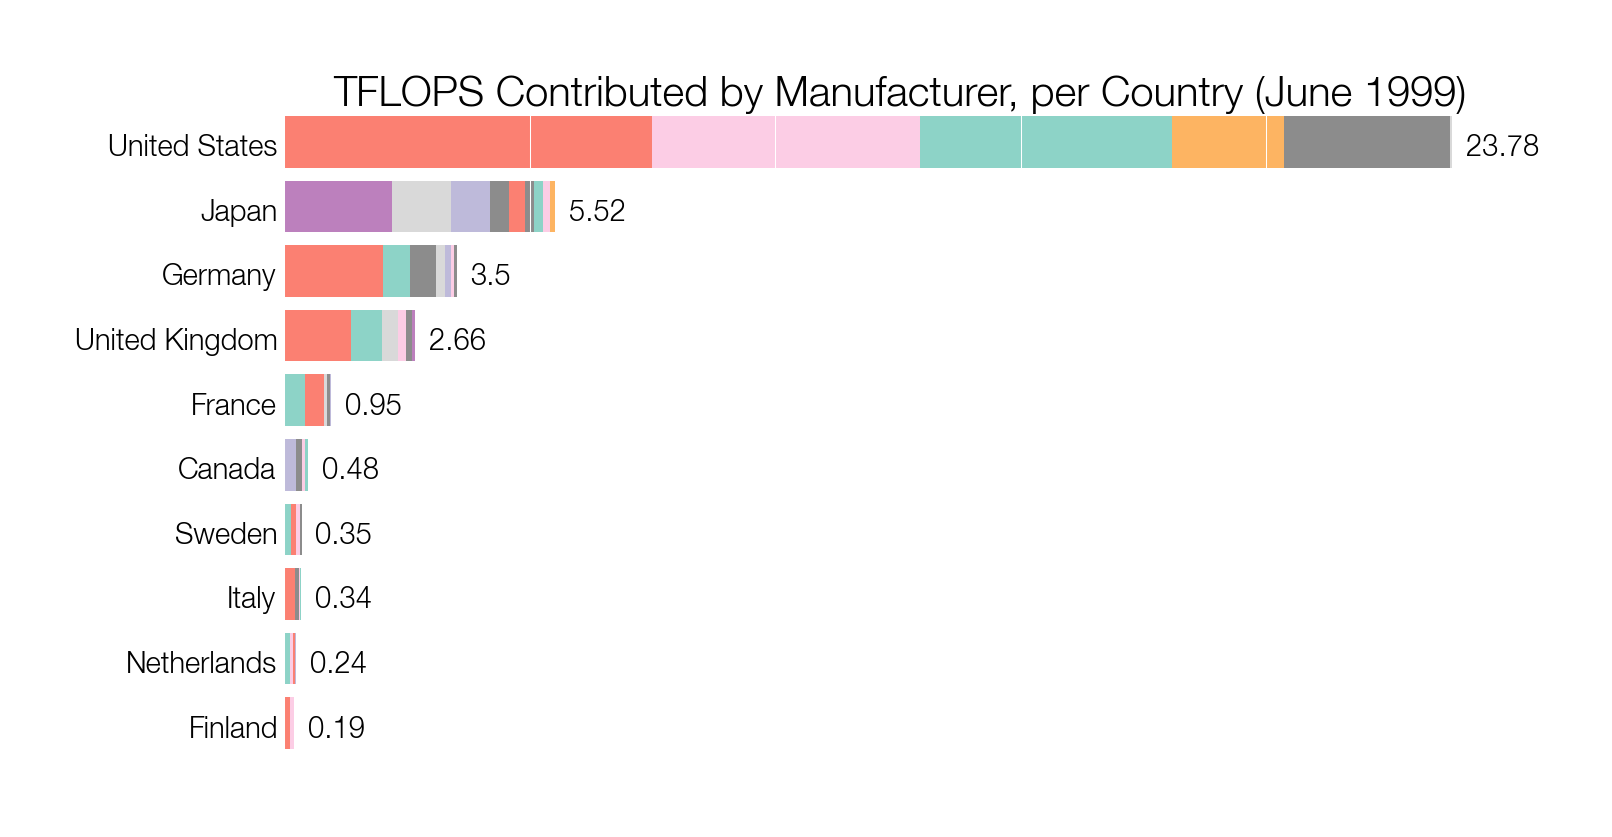 TFLOPS Contributed by Manufacturer, per Country (June 1999)
United States 23.78
Japan 5.52
Germany 3.5
United Kingdom 2.66
France 0.95
Canada 0.48
Sweden 0.35
Italy 0.34
Netherlands 0.24
Finland 0.19